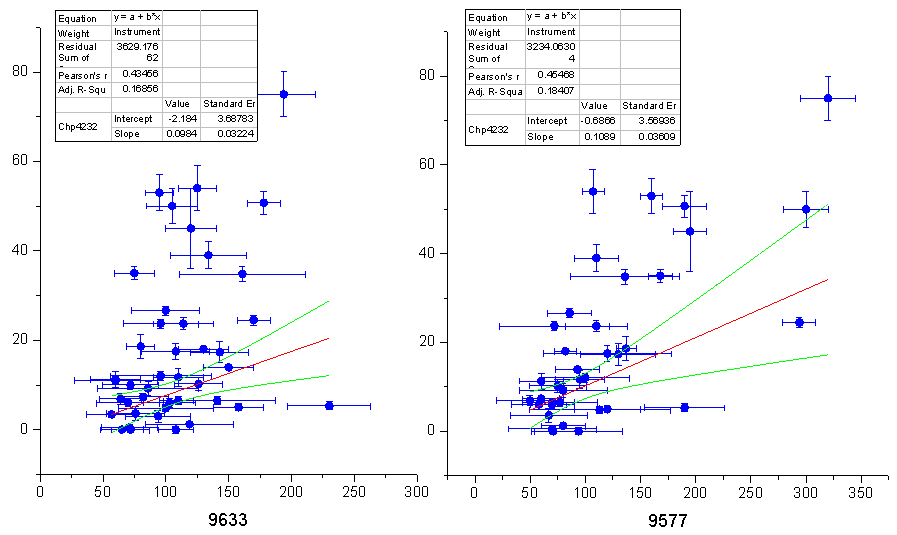 Equation y = a + b*x
Weight Instrument
Residual Sum of 3629.176 62
Pearson's r 0.43456
Adj. R-Squ 0.16856
Value Standard Er
Chp4232 Intercept -2.184 3.68783
Slope 0.0984 0.03224
80
60
40
20
0
0 50 100 150 200 250 300
9633
Equation y = a + b*x
Weight Instrument
Residual Sum of 3234.0630 4
Pearson's r 0.45468
Adj. R-Squa 0.18407
Value Standard Er
Chp4232 Intercept -0.6866 3.56936
Slope 0.1089 0.03609
80
60
40
20
0
0 50 100 150 200 250 300 350
9577